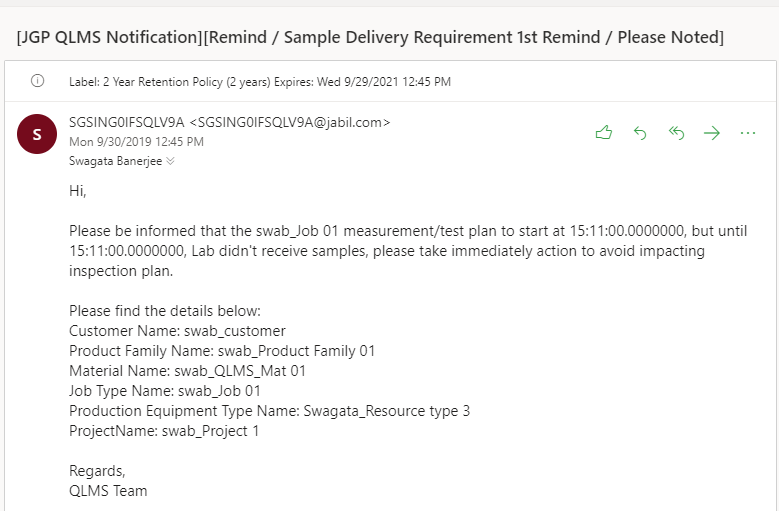 [JGP QLMS Notification][Remind / Sample Delivery Requirement 1st Remind / Please Noted]
Label: 2 Year Retention Policy (2 years) Expires: Wed 9/29/2021 12:45 PM
S
SGSING0IFSQLV9A <SGSING0IFSQLV9A@jabil.com>
Mon 9/30/2019 12:45 PM
Swagata Banerjee
Hi,
Please be informed that the swab_Job 01 measurement/test plan to start at 15:11:00.0000000, but until
15:11:00.0000000, Lab didn't receive samples, please take immediately action to avoid impacting
inspection plan.
Please find the details below:
Customer Name: swab_customer
Product Family Name: swab_Product Family 01
Material Name: swab_QLMS_Mat 01
Job Type Name: swab_Job 01
Production Equipment Type Name: Swagata_Resource type 3
ProjectName: swab_Project 1
Regards,
QLMS Team